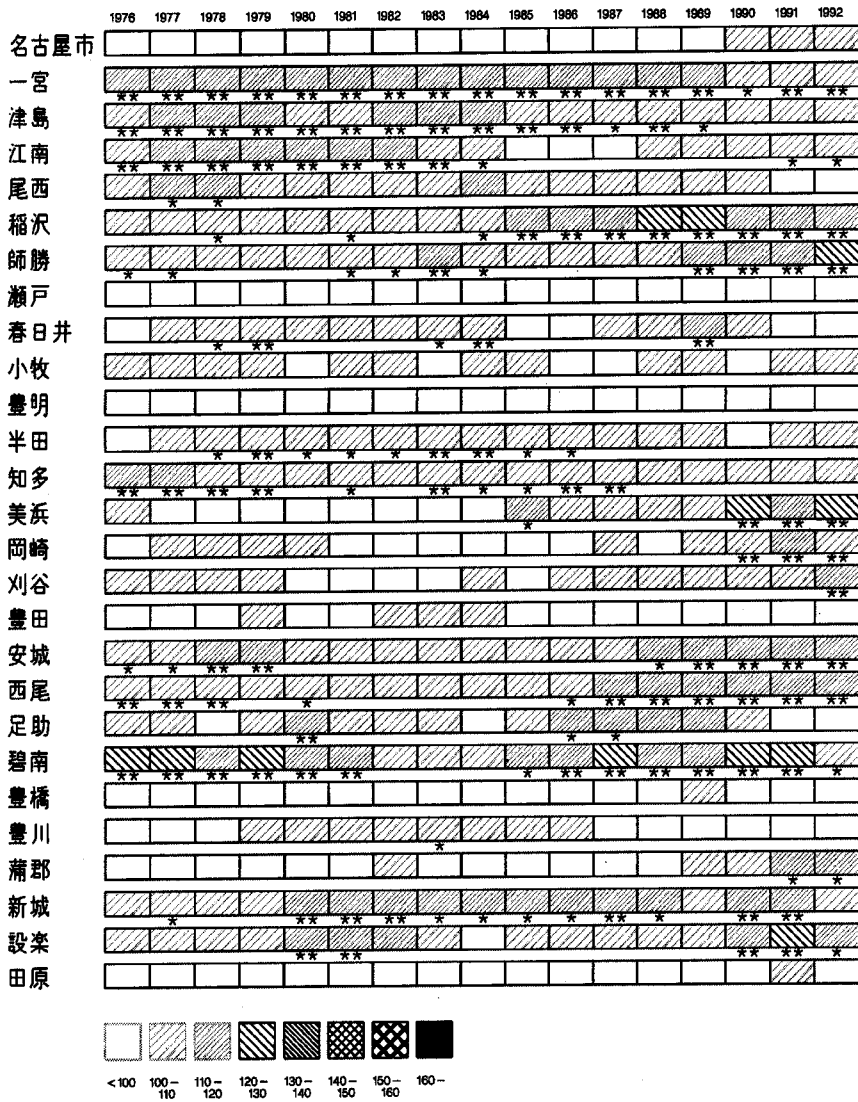 1976 1977 1978 1979 1980 1981 1982 1983 1984 1985 1986 1987 1988 1989 1990 1991 1992
名古屋市
一宮
** ** ** ** ** ** ** ** ** ** ** ** ** ** * ** **
津島
** ** ** ** ** ** ** ** ** ** ** * ** *
江南
** ** ** ** ** ** ** ** * * *
尾西
* *
稲沢
* * * ** ** ** ** ** ** ** **
師勝
* * * * ** * ** ** ** **
瀬戸
春日井
* ** * ** **
小牧
豊明
半田
* ** * * * ** ** * *
知多
** ** ** ** * ** * * ** **
美浜
* ** ** **
岡崎
** ** **
刈谷
**
豊田
安城
* * ** ** * ** ** ** **
西尾
** ** ** * * ** ** ** ** ** **
足助
** * *
碧南
** ** ** ** ** ** * ** ** ** ** ** ** *
豊橋
豊川
*
蒲郡
* *
新城
* ** ** ** * * * * ** * ** **
設楽
** ** ** ** *
田原
<100 100-110 110-120 120-130 130-140 140-150 150-160 160-